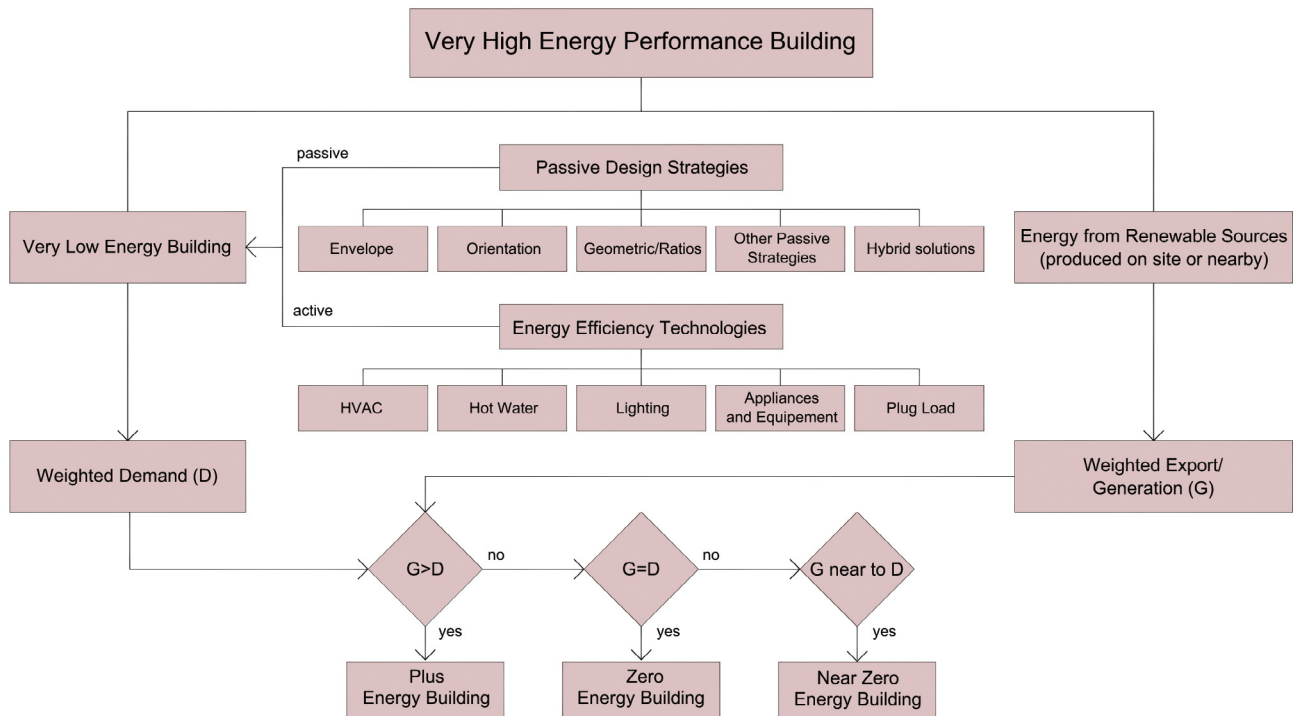 Very High Energy Performance Building
passive
Passive Design Strategies
Very Low Energy Building
Envelope
Orientation
Geometric/Ratios
Other Passive
Strategies
Hybrid solutions
Energy from Renewable Sources
(produced on site or nearby)
active
Energy Efficiency Technologies
HVAC
Hot Water
Lighting
Appliances
and Equipement
Plug Load
Weighted Demand (D)
Weighted Export/
Generation (G)
G>D
no
G=D
no
G near to D
yes
yes
yes
Plus
Energy Building
Zero
Energy Building
Near Zero
Energy Building